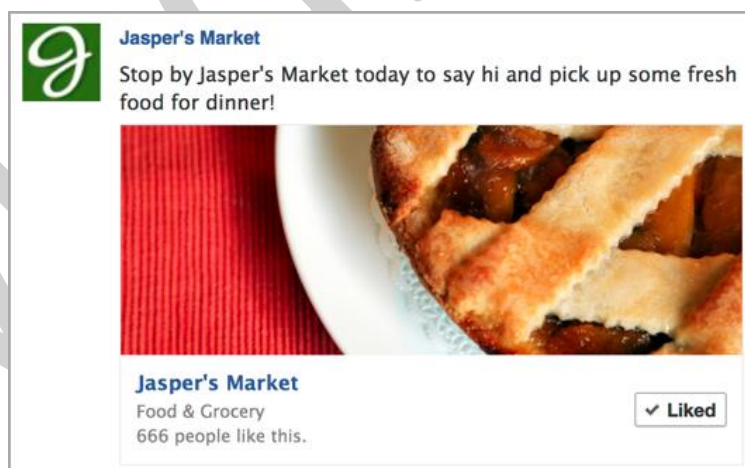 Jasper's Market
Stop by Jasper's Market today to say hi and pick up some fresh
food for dinner!
Jasper's Market
Food & Grocery
666 people like this.
✓ Liked